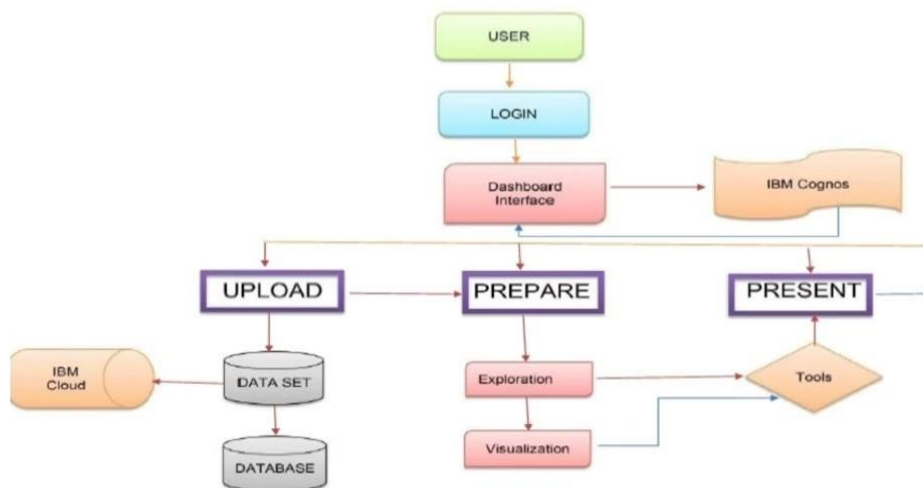 USER
LOGIN
Dashboard
Interface
IBM Cognos
UPLOAD
PREPARE
PRESENT
IBM
Cloud
DATA SET
Exploration
Tools
Visualization
DATABASE